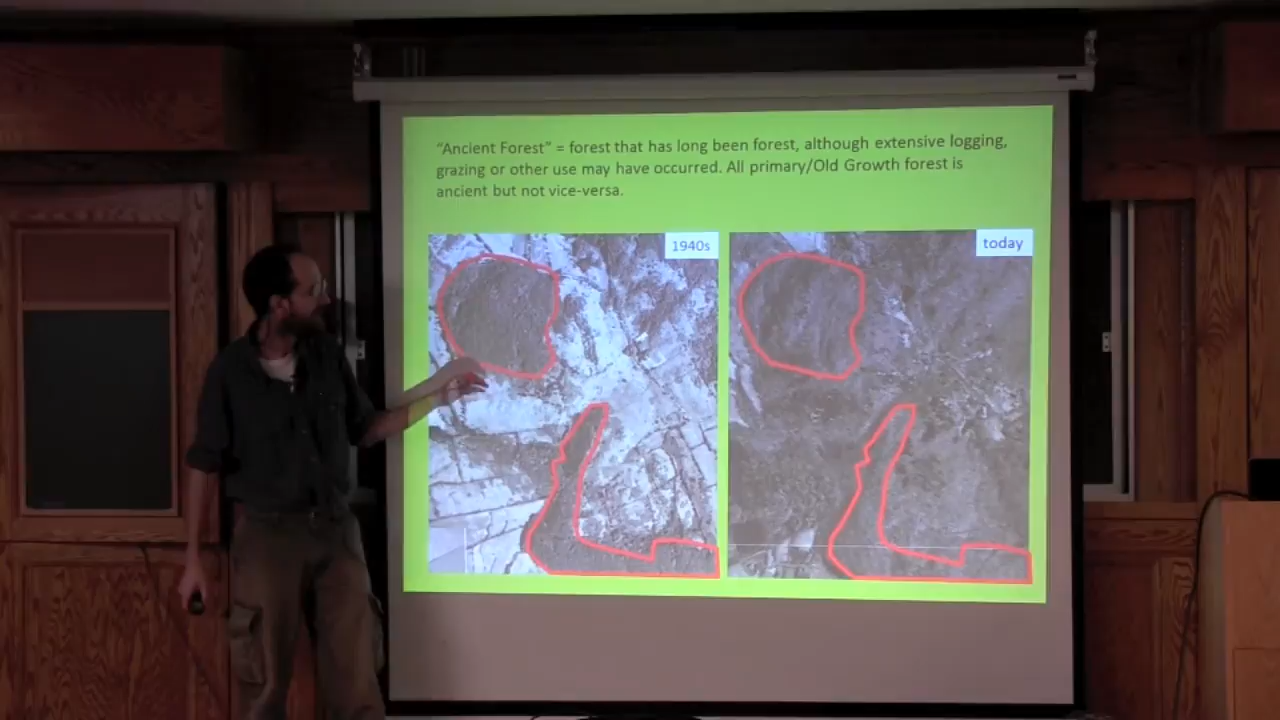 “Ancient Forest” = forest that has long been forest, although extensive logging,
grazing or other use may have occurred. All primary/Old Growth forest is
ancient but not vice-versa.
1940s
today